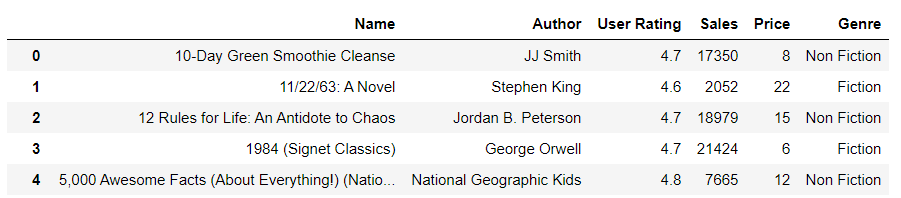 Name Author User Rating Sales Price Genre
0 10-Day Green Smoothie Cleanse JJ Smith 4.7 17350 8 Non Fiction
1 11/22/63: A Novel Stephen King 4.6 2052 22 Fiction
2 12 Rules for Life: An Antidote to Chaos Jordan B. Peterson 4.7 18979 15 Non Fiction
3 1984 (Signet Classics) George Orwell 4.7 21424 6 Fiction
4 5,000 Awesome Facts (About Everything!) (Natio... National Geographic Kids 4.8 7665 12 Non Fiction